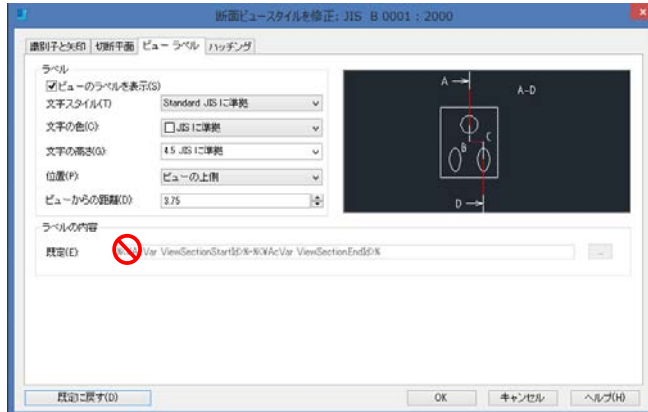 断面ビュースタイルを修正: JIS B 0001 : 2000
識別子と矢印 切断平面 ビュー ラベル ハッチング
ラベル
ビューのラベルを表示(S)
文字スタイル(T) Standard JIS に準拠
文字の色(C): JIS に準拠
文字の高さ(G): 4.5 JIS に準拠
位置(P): ビューの上側
ビューからの距離(D): 3.75
A
A-D
C
B
D
ラベルの内容
既定(E)
Var ViewSectionStartId>%-%<¥AcVar ViewSectionEndId>%
...
既定に戻す(D) OK キャンセル ヘルプ(H)